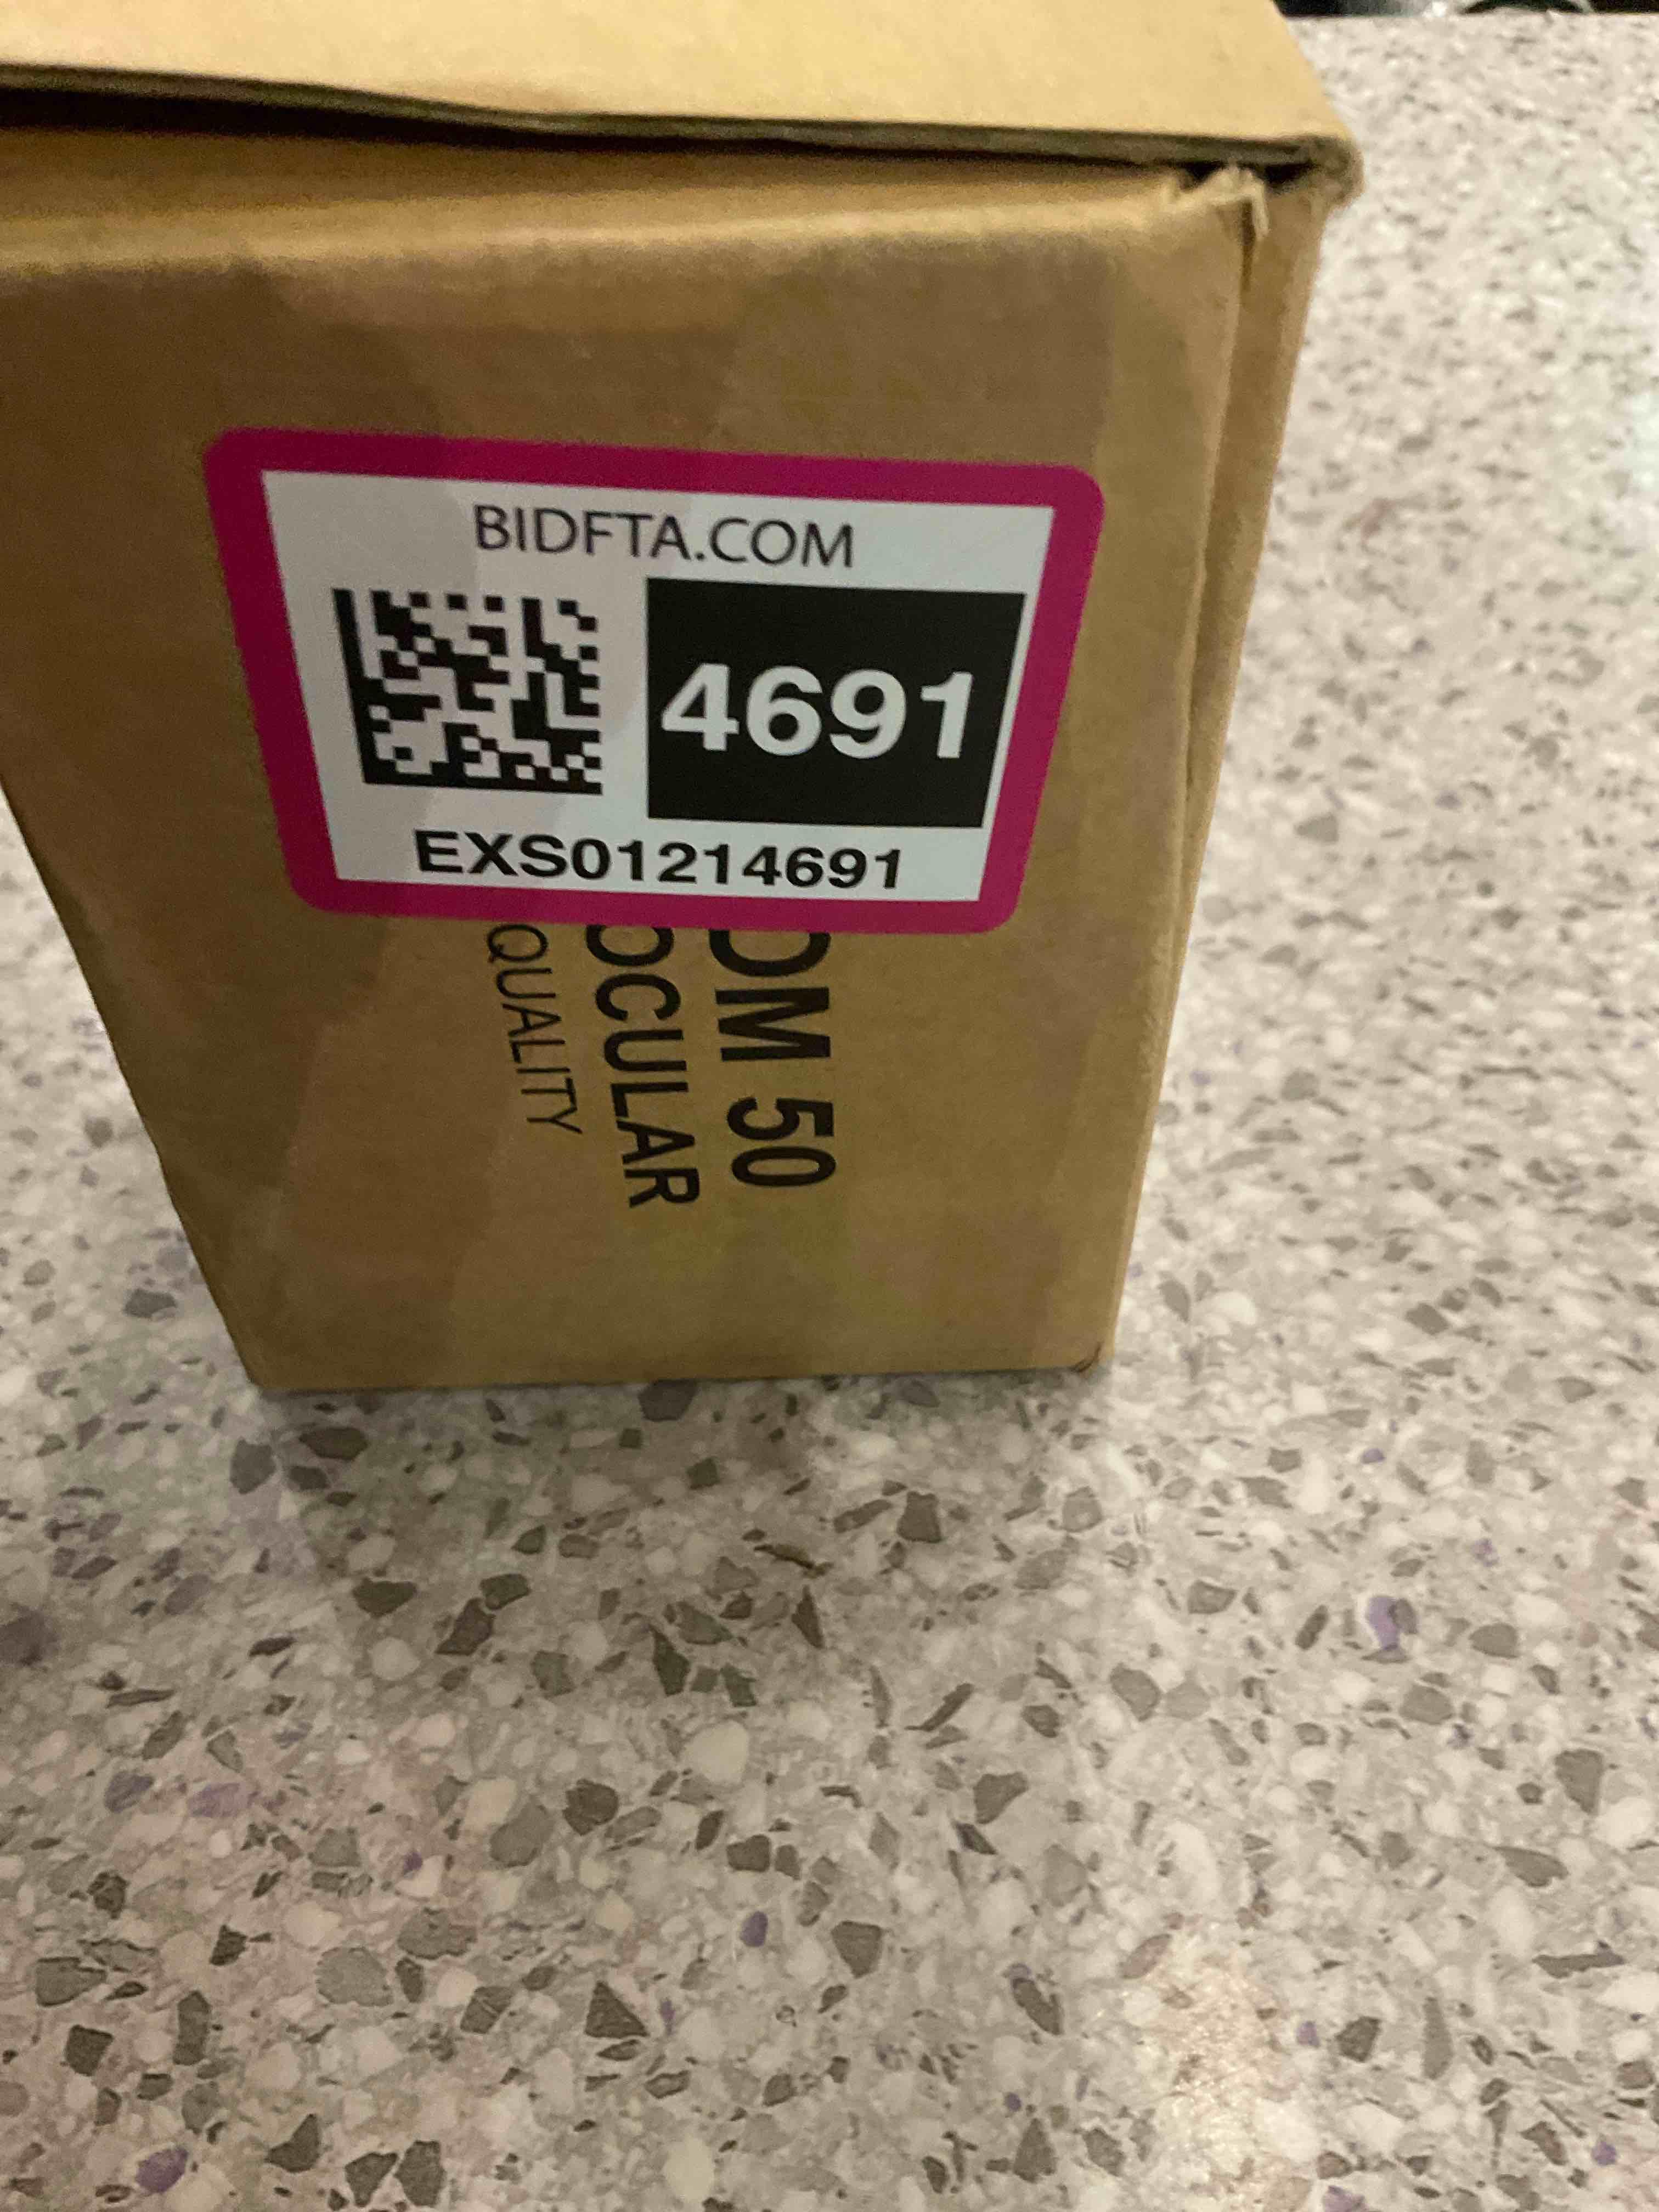 BIDFTA.COM
4691
EXS01214691
OM 50
OCULAR
QUALITY